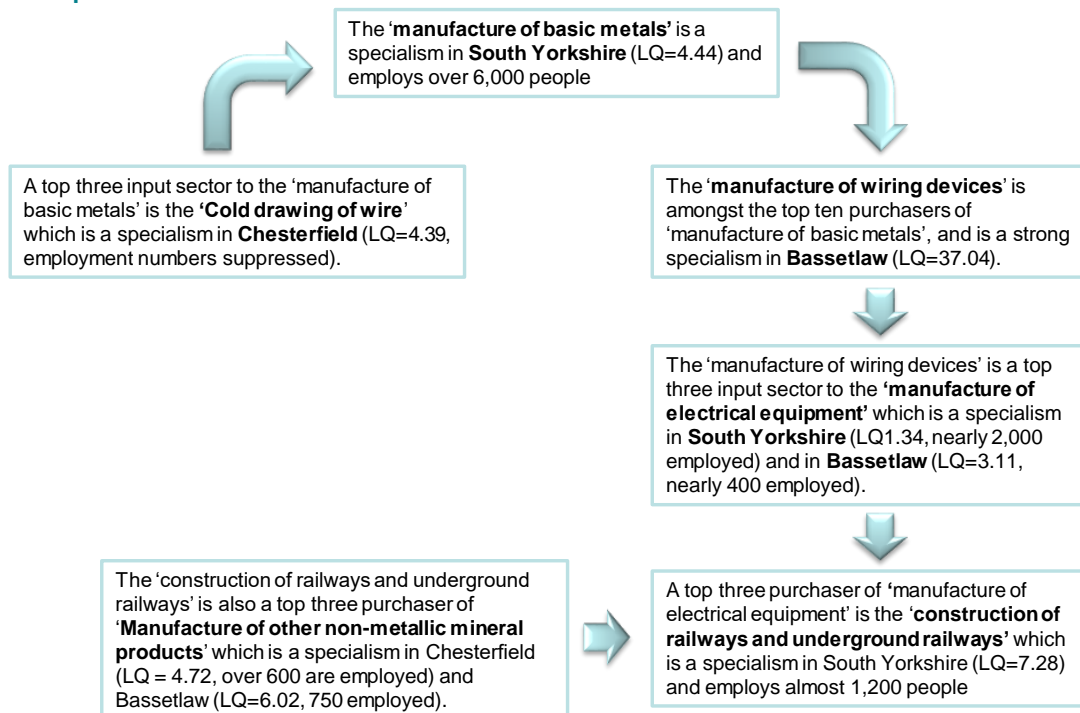 The ‘manufacture of basic metals’ is a
specialism in South Yorkshire (LQ=4.44) and
employs over 6,000 people
A top three input sector to the ‘manufacture of
basic metals’ is the ‘Cold drawing of wire’
which is a specialism in Chesterfield (LQ=4.39,
employment numbers suppressed).
The ‘manufacture of wiring devices’ is
amongst the top ten purchasers of
‘manufacture of basic metals’, and is a strong
specialism in Bassetlaw (LQ=37.04).
The ‘manufacture of wiring devices’ is a top
three input sector to the ‘manufacture of
electrical equipment’ which is a specialism
in South Yorkshire (LQ1.34, nearly 2,000
employed) and in Bassetlaw (LQ=3.11,
nearly 400 employed).
The ‘construction of railways and underground
railways’ is also a top three purchaser of
‘Manufacture of other non-metallic mineral
products’ which is a specialism in Chesterfield
(LQ = 4.72, over 600 are employed) and
Bassetlaw (LQ=6.02, 750 employed).
A top three purchaser of ‘manufacture of
electrical equipment’ is the ‘construction of
railways and underground railways’ which
is a specialism in South Yorkshire (LQ=7.28)
and employs almost 1,200 people